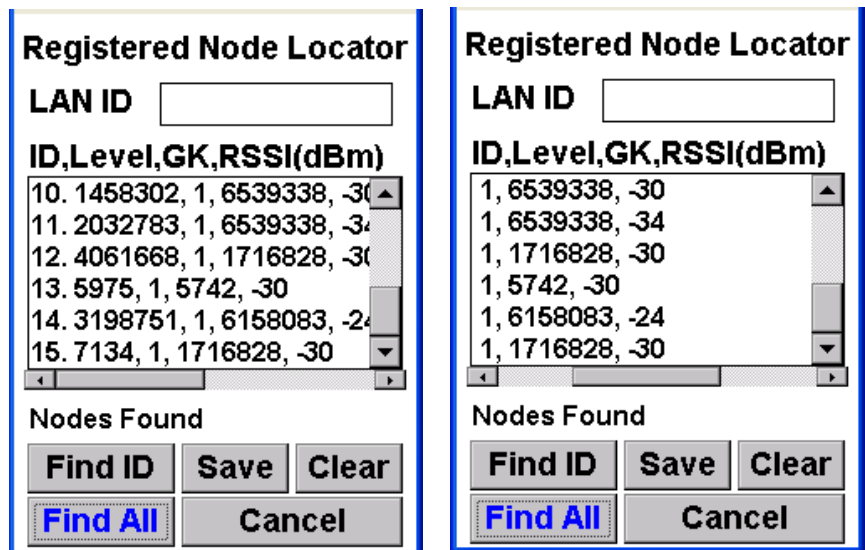 Registered Node Locator
LAN ID
ID,Level,GK,RSSI(dBm)
10. 1458302, 1, 6539338, -30
11. 2032783, 1, 6539338, -34
12. 4061668, 1, 1716828, -30
13. 5975, 1, 5742, -30
14. 3198751, 1, 6158083, -24
15. 7134, 1, 1716828, -30
Nodes Found
Find ID Save Clear
Find All Cancel
Registered Node Locator
LAN ID
ID,Level,GK,RSSI(dBm)
1, 6539338, -30
1, 6539338, -34
1, 1716828, -30
1, 5742, -30
1, 6158083, -24
1, 1716828, -30
Nodes Found
Find ID Save Clear
Find All Cancel